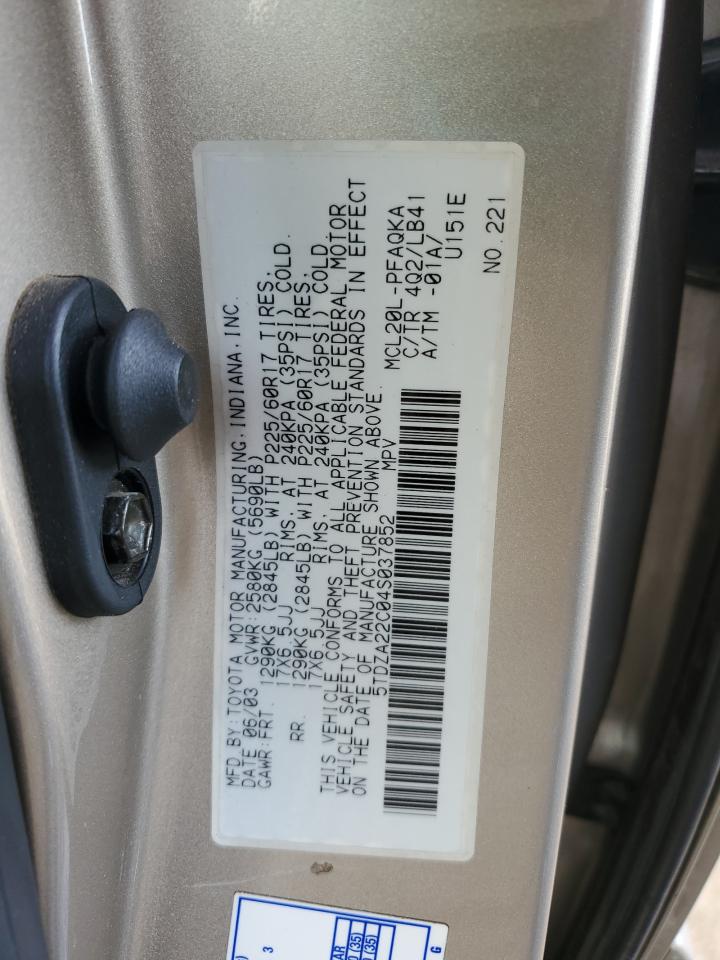 MFD.BY:TOYOTA MOTOR MANUFACTURING.INDIANA.INC.
DATE 06/03 GVWR:2580KG (5690LB)
GAWR:FRT. 1290KG (2845LB) WITH P225/60R17 TIRES,
17X6.5JJ RIMS, AT 240KPA (35PSI) COLD.
RR. 1290KG (2845LB) WITH P225/60R17 TIRES,
17X6.5JJ RIMS, AT 240KPA (35PSI) COLD.
THIS VEHICLE CONFORMS TO ALL APPLICABLE FEDERAL MOTOR
VEHICLE SAFETY AND THEFT PREVENTION STANDARDS IN EFFECT
ON THE DATE OF MANUFACTURE SHOWN ABOVE.
5TDZA22C04S037852 MPV
MCL20L-PFAQKA
C/TR 4Q2/LB41
A/TM -01A/
U151E
NO.221
3
(35)
(35)
G